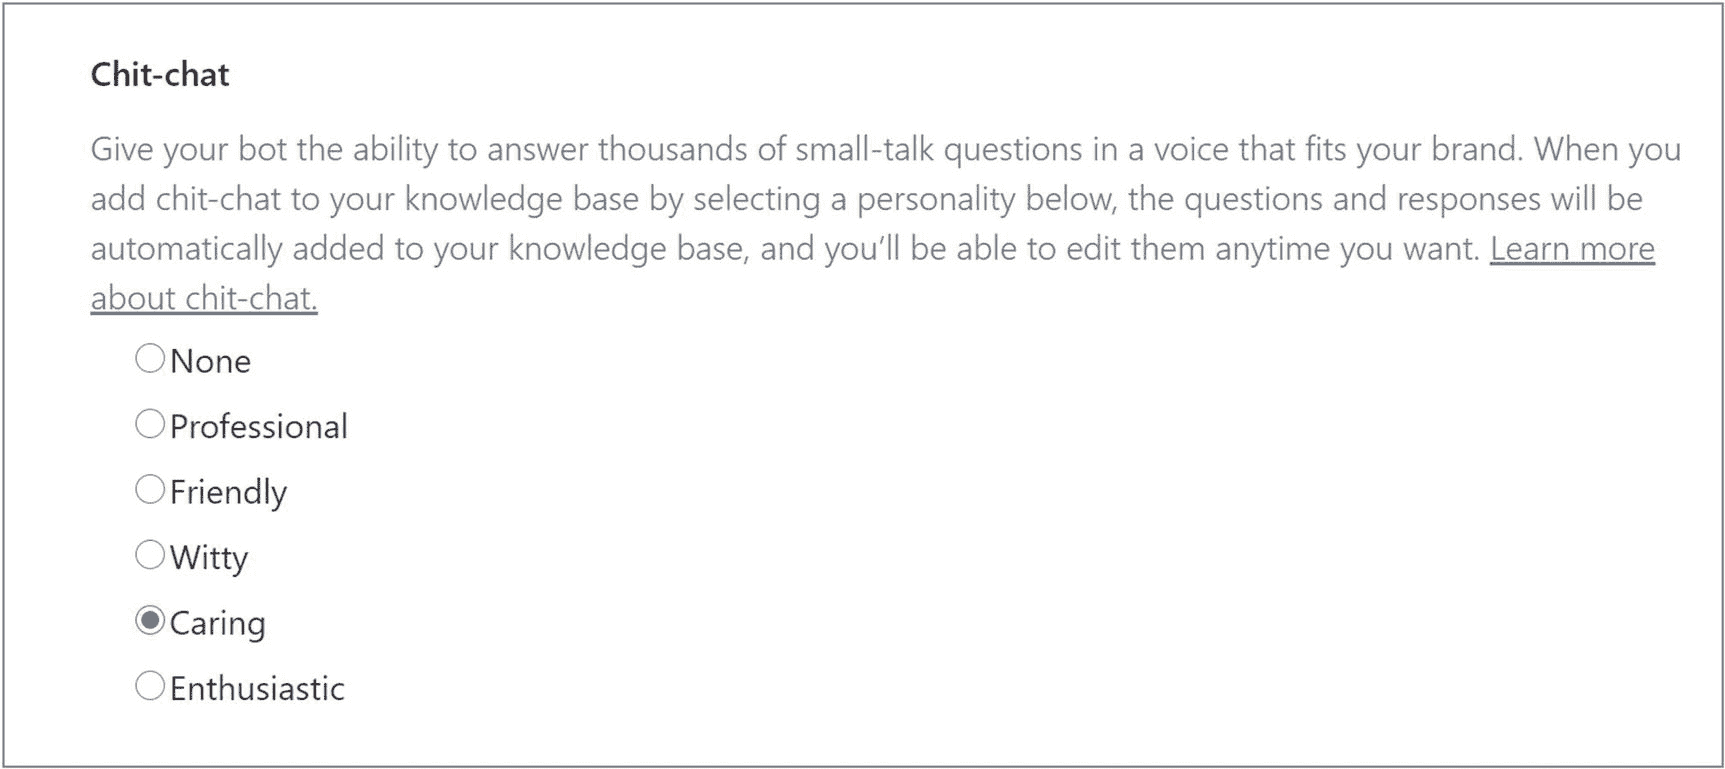 Chit-chat
Give your bot the ability to answer thousands of small-talk questions in a voice that fits your brand. When you
add chit-chat to your knowledge base by selecting a personality below, the questions and responses will be
automatically added to your knowledge base, and you’ll be able to edit them anytime you want. Learn more
about chit-chat.
None
Professional
Friendly
Witty
Caring
Enthusiastic